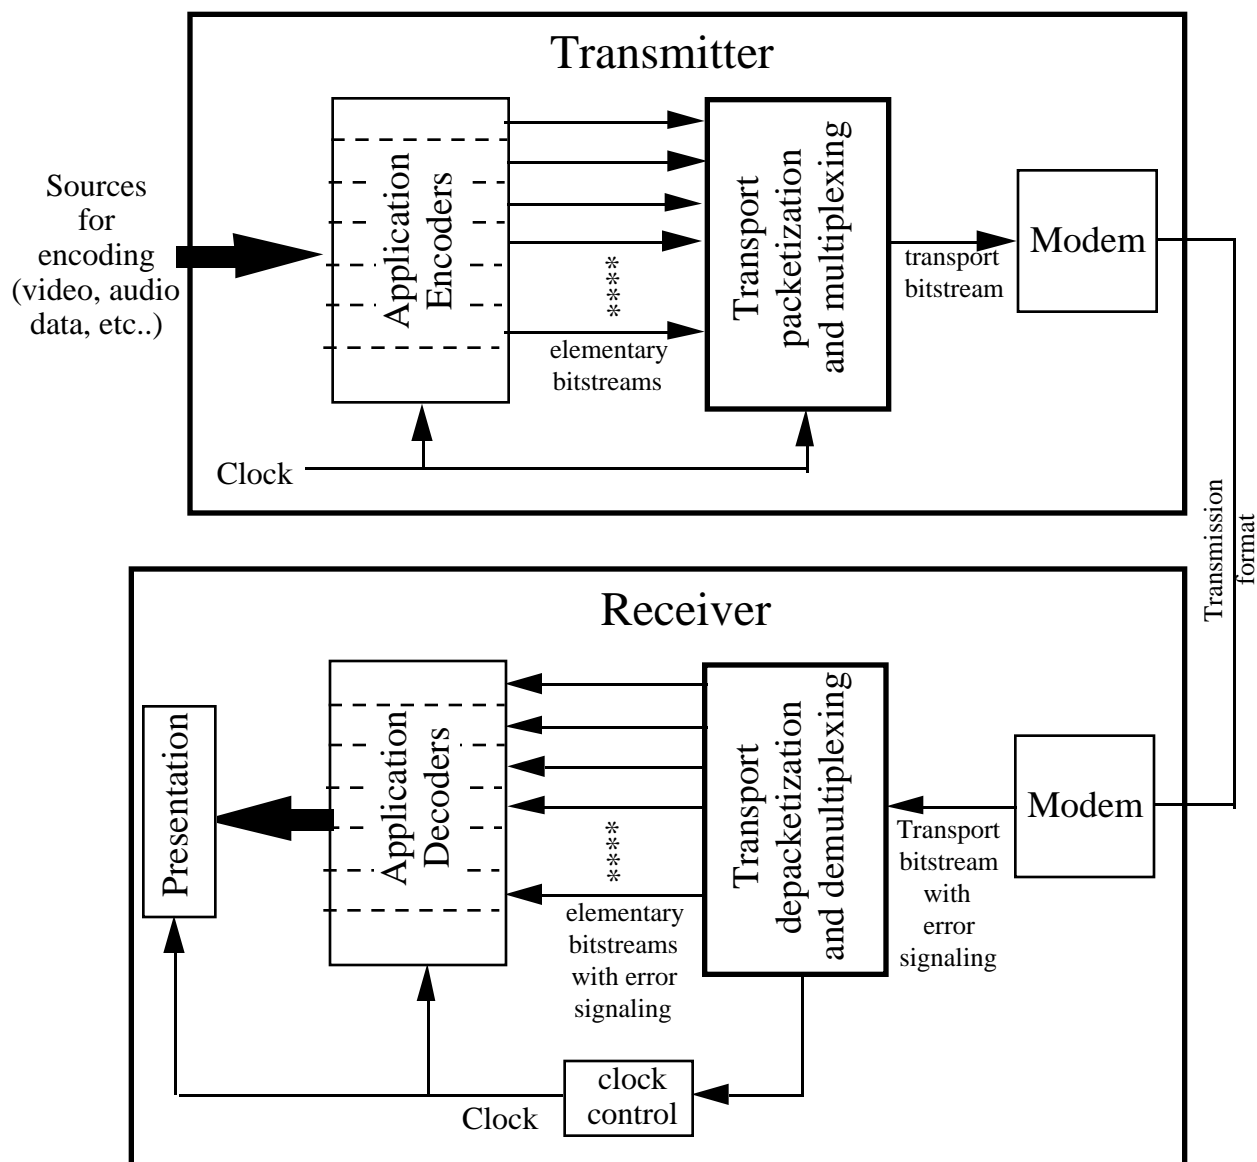 Transmitter
Sources
for
encoding
(video, audio
data, etc..)
Application
Encoders
****
elementary
bitstreams
Transport
packetization
and multiplexing
transport
bitstream
Modem
Clock
Transmission
format
Receiver
Presentation
Application
Decoders
****
elementary
bitstreams
with error
signaling
Transport
depacketization
and demultiplexing
Transport
bitstream
with
error
signaling
Modem
clock
control
Clock